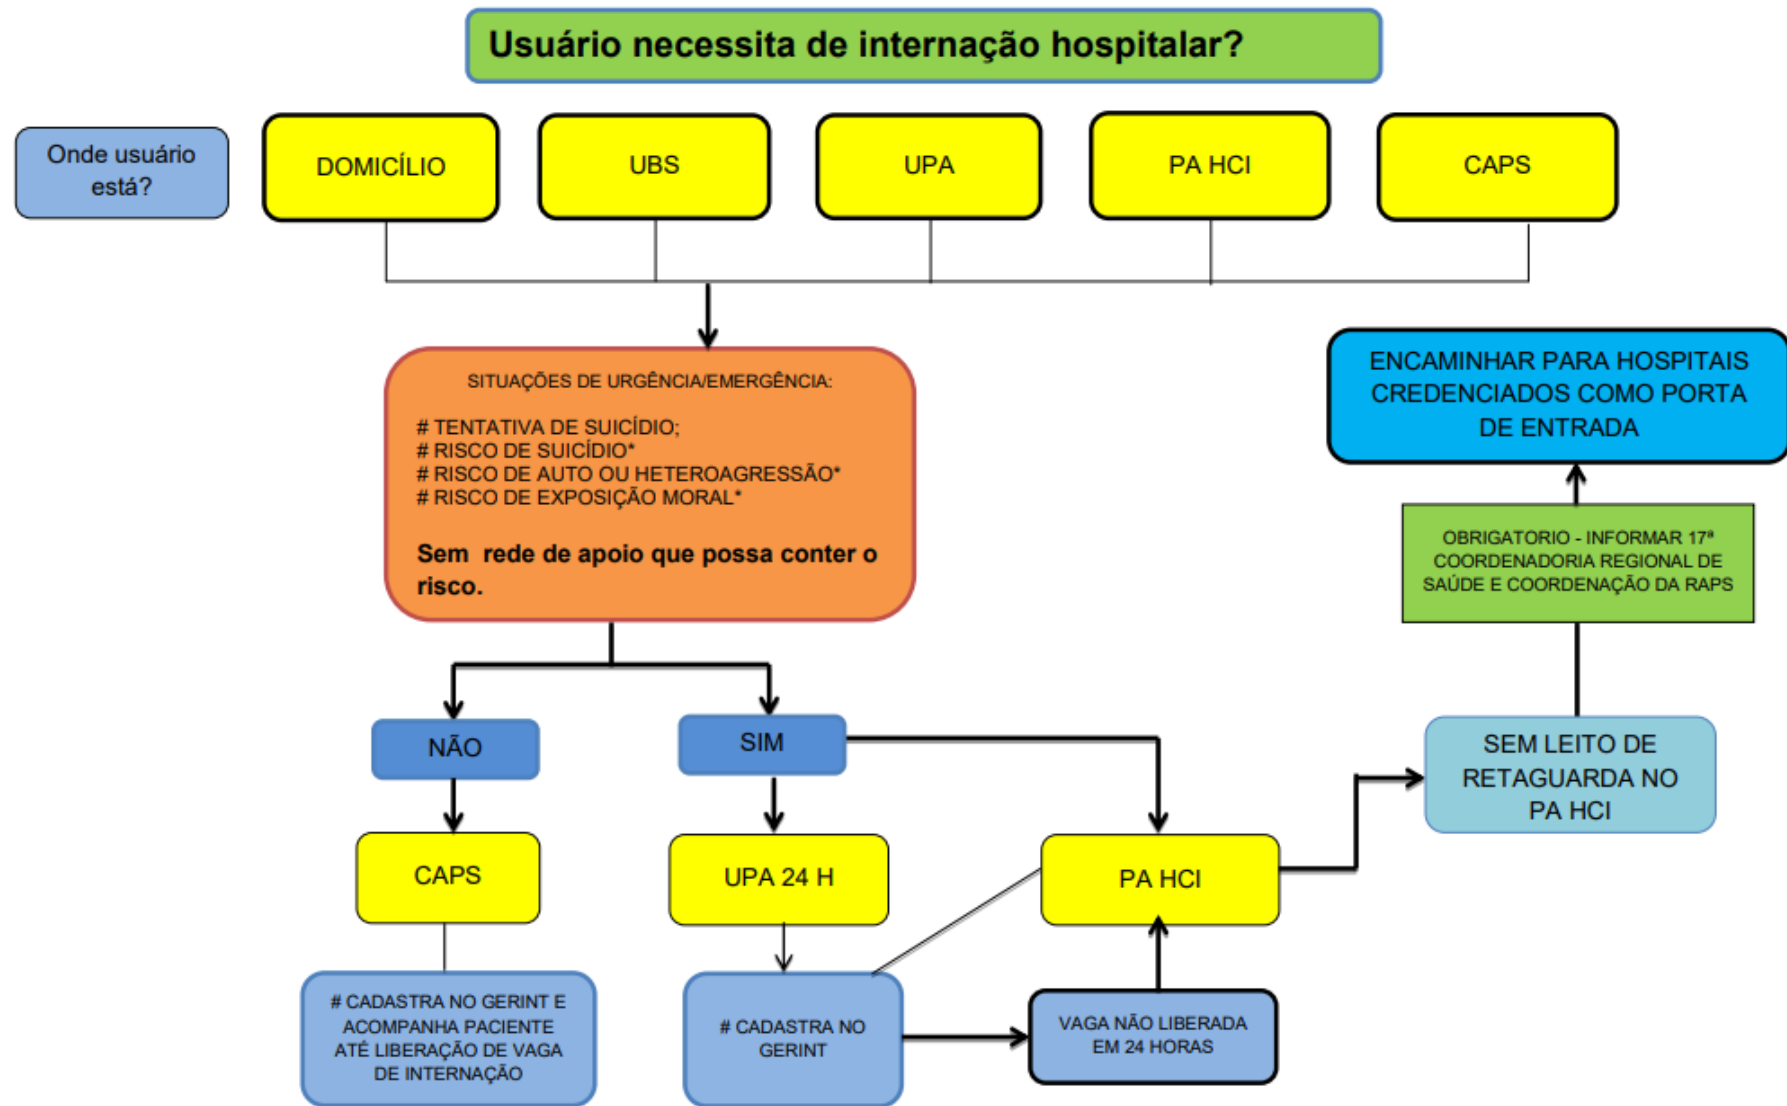 Usuário necessita de internação hospitalar?
Onde usuário
está?
DOMICÍLIO
UBS
UPA
PA HCI
CAPS
SITUAÇÕES DE URGÊNCIA/EMERGÊNCIA:
# TENTATIVA DE SUICÍDIO;
# RISCO DE SUICÍDIO*
# RISCO DE AUTO OU HETEROAGRESSÃO*
# RISCO DE EXPOSIÇÃO MORAL*
Sem rede de apoio que possa conter o
risco.
ENCAMINHAR PARA HOSPITAIS
CREDENCIADOS COMO PORTA
DE ENTRADA
OBRIGATORIO - INFORMAR 17ª
COORDENADORIA REGIONAL DE
SAÚDE E COORDENAÇÃO DA RAPS
NÃO
SIM
SEM LEITO DE
RETAGUARDA NO
PA HCI
CAPS
UPA 24 H
PA HCI
# CADASTRA NO GERINT E
ACOMPANHA PACIENTE
ATÉ LIBERAÇÃO DE VAGA
DE INTERNAÇÃO
# CADASTRA NO
GERINT
VAGA NÃO LIBERADA
EM 24 HORAS